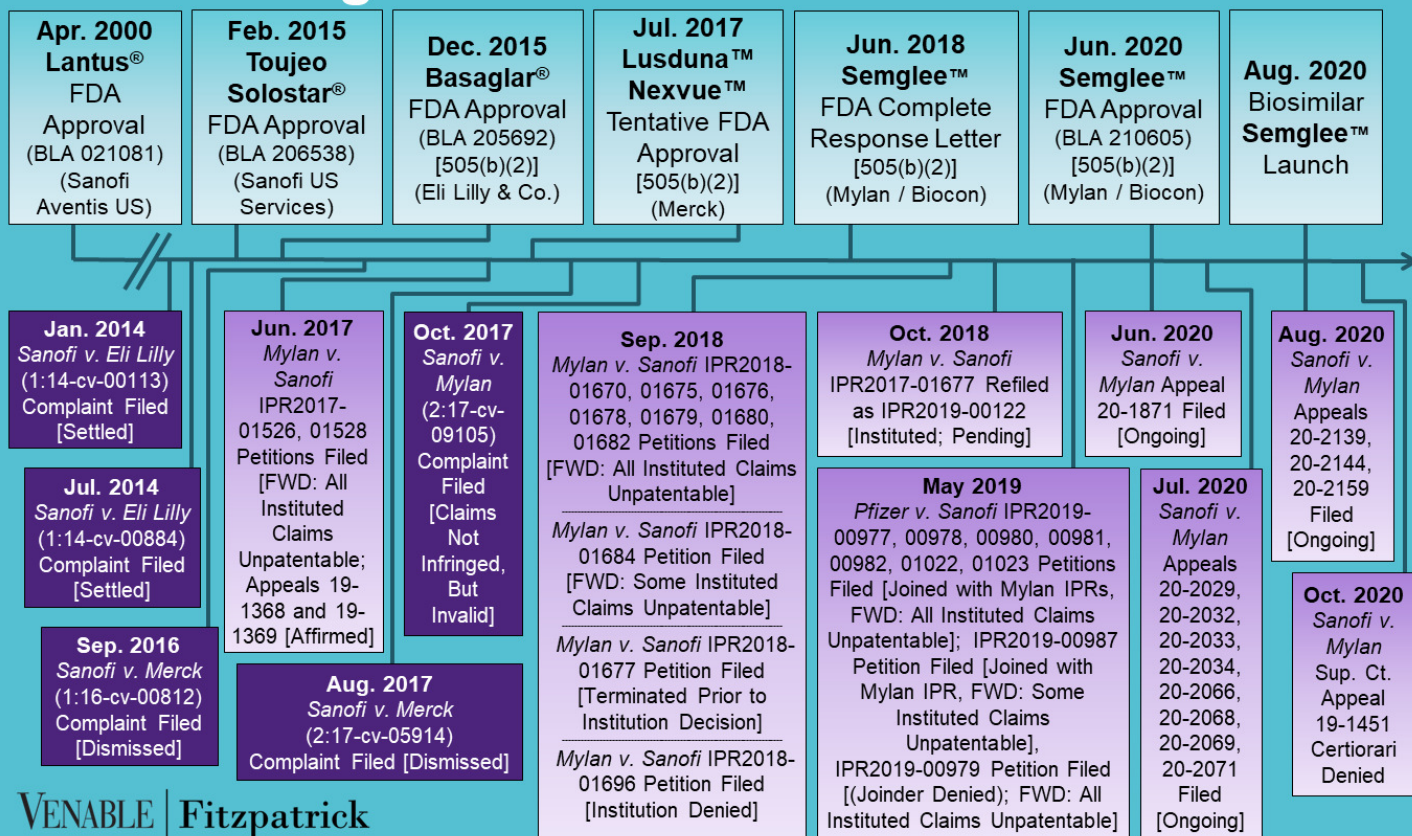 Apr. 2000
Lantus®
FDA
Approval
(BLA 021081)
(Sanofi
Aventis US)
Feb. 2015
Toujeo
Solostar®
FDA Approval
(BLA 206538)
(Sanofi US
Services)
Dec. 2015
Basaglar®
FDA Approval
(BLA 205692)
[505(b)(2)]
(Eli Lilly & Co.)
Jul. 2017
Lusduna™
Nexvue™
Tentative FDA
Approval
[505(b)(2)]
(Merck)
Jun. 2018
Semglee™
FDA Complete
Response Letter
[505(b)(2)]
(Mylan / Biocon)
Jun. 2020
Semglee™
FDA Approval
(BLA 210605)
[505(b)(2)]
(Mylan / Biocon)
Aug. 2020
Biosimilar
Semglee™
Launch
Jan. 2014
Sanofi v. Eli Lilly
(1:14-cv-00113)
Complaint Filed
[Settled]
Jul. 2014
Sanofi v. Eli Lilly
(1:14-cv-00884)
Complaint Filed
[Settled]
Sep. 2016
Sanofi v. Merck
(1:16-cv-00812)
Complaint Filed
[Dismissed]
Jun. 2017
Mylan v.
Sanofi
IPR2017-
01526, 01528
Petitions Filed
[FWD: All
Instituted
Claims
Unpatentable;
Appeals 19-
1368 and 19-
1369 [Affirmed]
Aug. 2017
Sanofi v. Merck
(2:17-cv-05914)
Complaint Filed [Dismissed]
Oct. 2017
Sanofi v.
Mylan
(2:17-cv-
09105)
Complaint
Filed
[Claims
Not
Infringed,
But
Invalid]
Sep. 2018
Mylan v. Sanofi IPR2018-
01670, 01675, 01676,
01678, 01679, 01680,
01682 Petitions Filed
[FWD: All Instituted Claims
Unpatentable]
Mylan v. Sanofi IPR2018-
01684 Petition Filed
[FWD: Some Instituted
Claims Unpatentable]
Mylan v. Sanofi IPR2018-
01677 Petition Filed
[Terminated Prior to
Institution Decision]
Mylan v. Sanofi IPR2018-
01696 Petition Filed
[Institution Denied]
Oct. 2018
Mylan v. Sanofi
IPR2017-01677 Refiled
as IPR2019-00122
[Instituted; Pending]
May 2019
Pfizer v. Sanofi IPR2019-
00977, 00978, 00980, 00981,
00982, 01022, 01023 Petitions
Filed [Joined with Mylan IPRs,
FWD: All Instituted Claims
Unpatentable]; IPR2019-00987
Petition Filed [Joined with
Mylan IPR, FWD: Some
Instituted Claims
Unpatentable],
IPR2019-00979 Petition Filed
[(Joinder Denied); FWD: All
Instituted Claims Unpatentable]
Jun. 2020
Sanofi v.
Mylan Appeal
20-1871 Filed
[Ongoing]
Jul. 2020
Sanofi v.
Mylan
Appeals
20-2029,
20-2032,
20-2033,
20-2034,
20-2066,
20-2068,
20-2069,
20-2071
Filed
[Ongoing]
Aug. 2020
Sanofi v.
Mylan
Appeals
20-2139,
20-2144,
20-2159
Filed
[Ongoing]
Oct. 2020
Sanofi v.
Mylan
Sup. Ct.
Appeal
19-1451
Certiorari
Denied
VENABLE | Fitzpatrick